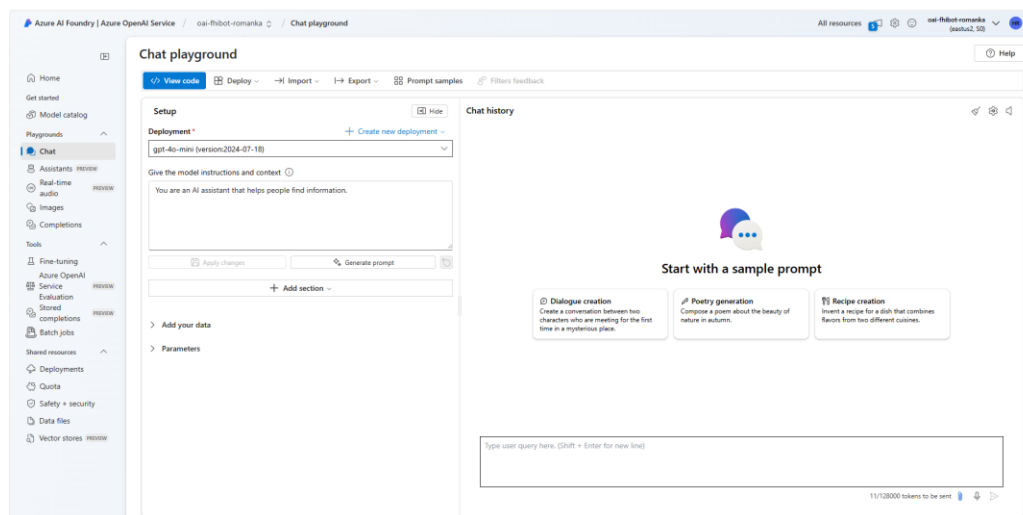 Azure AI Foundry | Azure OpenAI Service / oai-fhibot-romanka / Chat playground
All resources
5
oai-fhibot-romanka
(eastus2, S0)
Home
Get started
Model catalog
Playgrounds
Chat
Assistants PREVIEW
Real-time
audio
PREVIEW
Images
Completions
Tools
Fine-tuning
Azure OpenAI
Service
Evaluation
PREVIEW
Stored
completions
PREVIEW
Batch jobs
Shared resources
Deployments
Quota
Safety + security
Data files
Vector stores PREVIEW
Chat playground
Help
</> View code
Deploy
Import
Export
Prompt samples
Filters feedback
Setup
Hide
Deployment *
+ Create new deployment
gpt-4o-mini (version:2024-07-18)
Give the model instructions and context
You are an AI assistant that helps people find information.
Apply changes
Generate prompt
+ Add section
Add your data
Parameters
Chat history
Start with a sample prompt
Dialogue creation
Create a conversation between two
characters who are meeting for the first
time in a mysterious place.
Poetry generation
Compose a poem about the beauty of
nature in autumn.
Recipe creation
Invent a recipe for a dish that combines
flavors from two different cuisines.
Type user query here. (Shift + Enter for new line)
11/128000 tokens to be sent